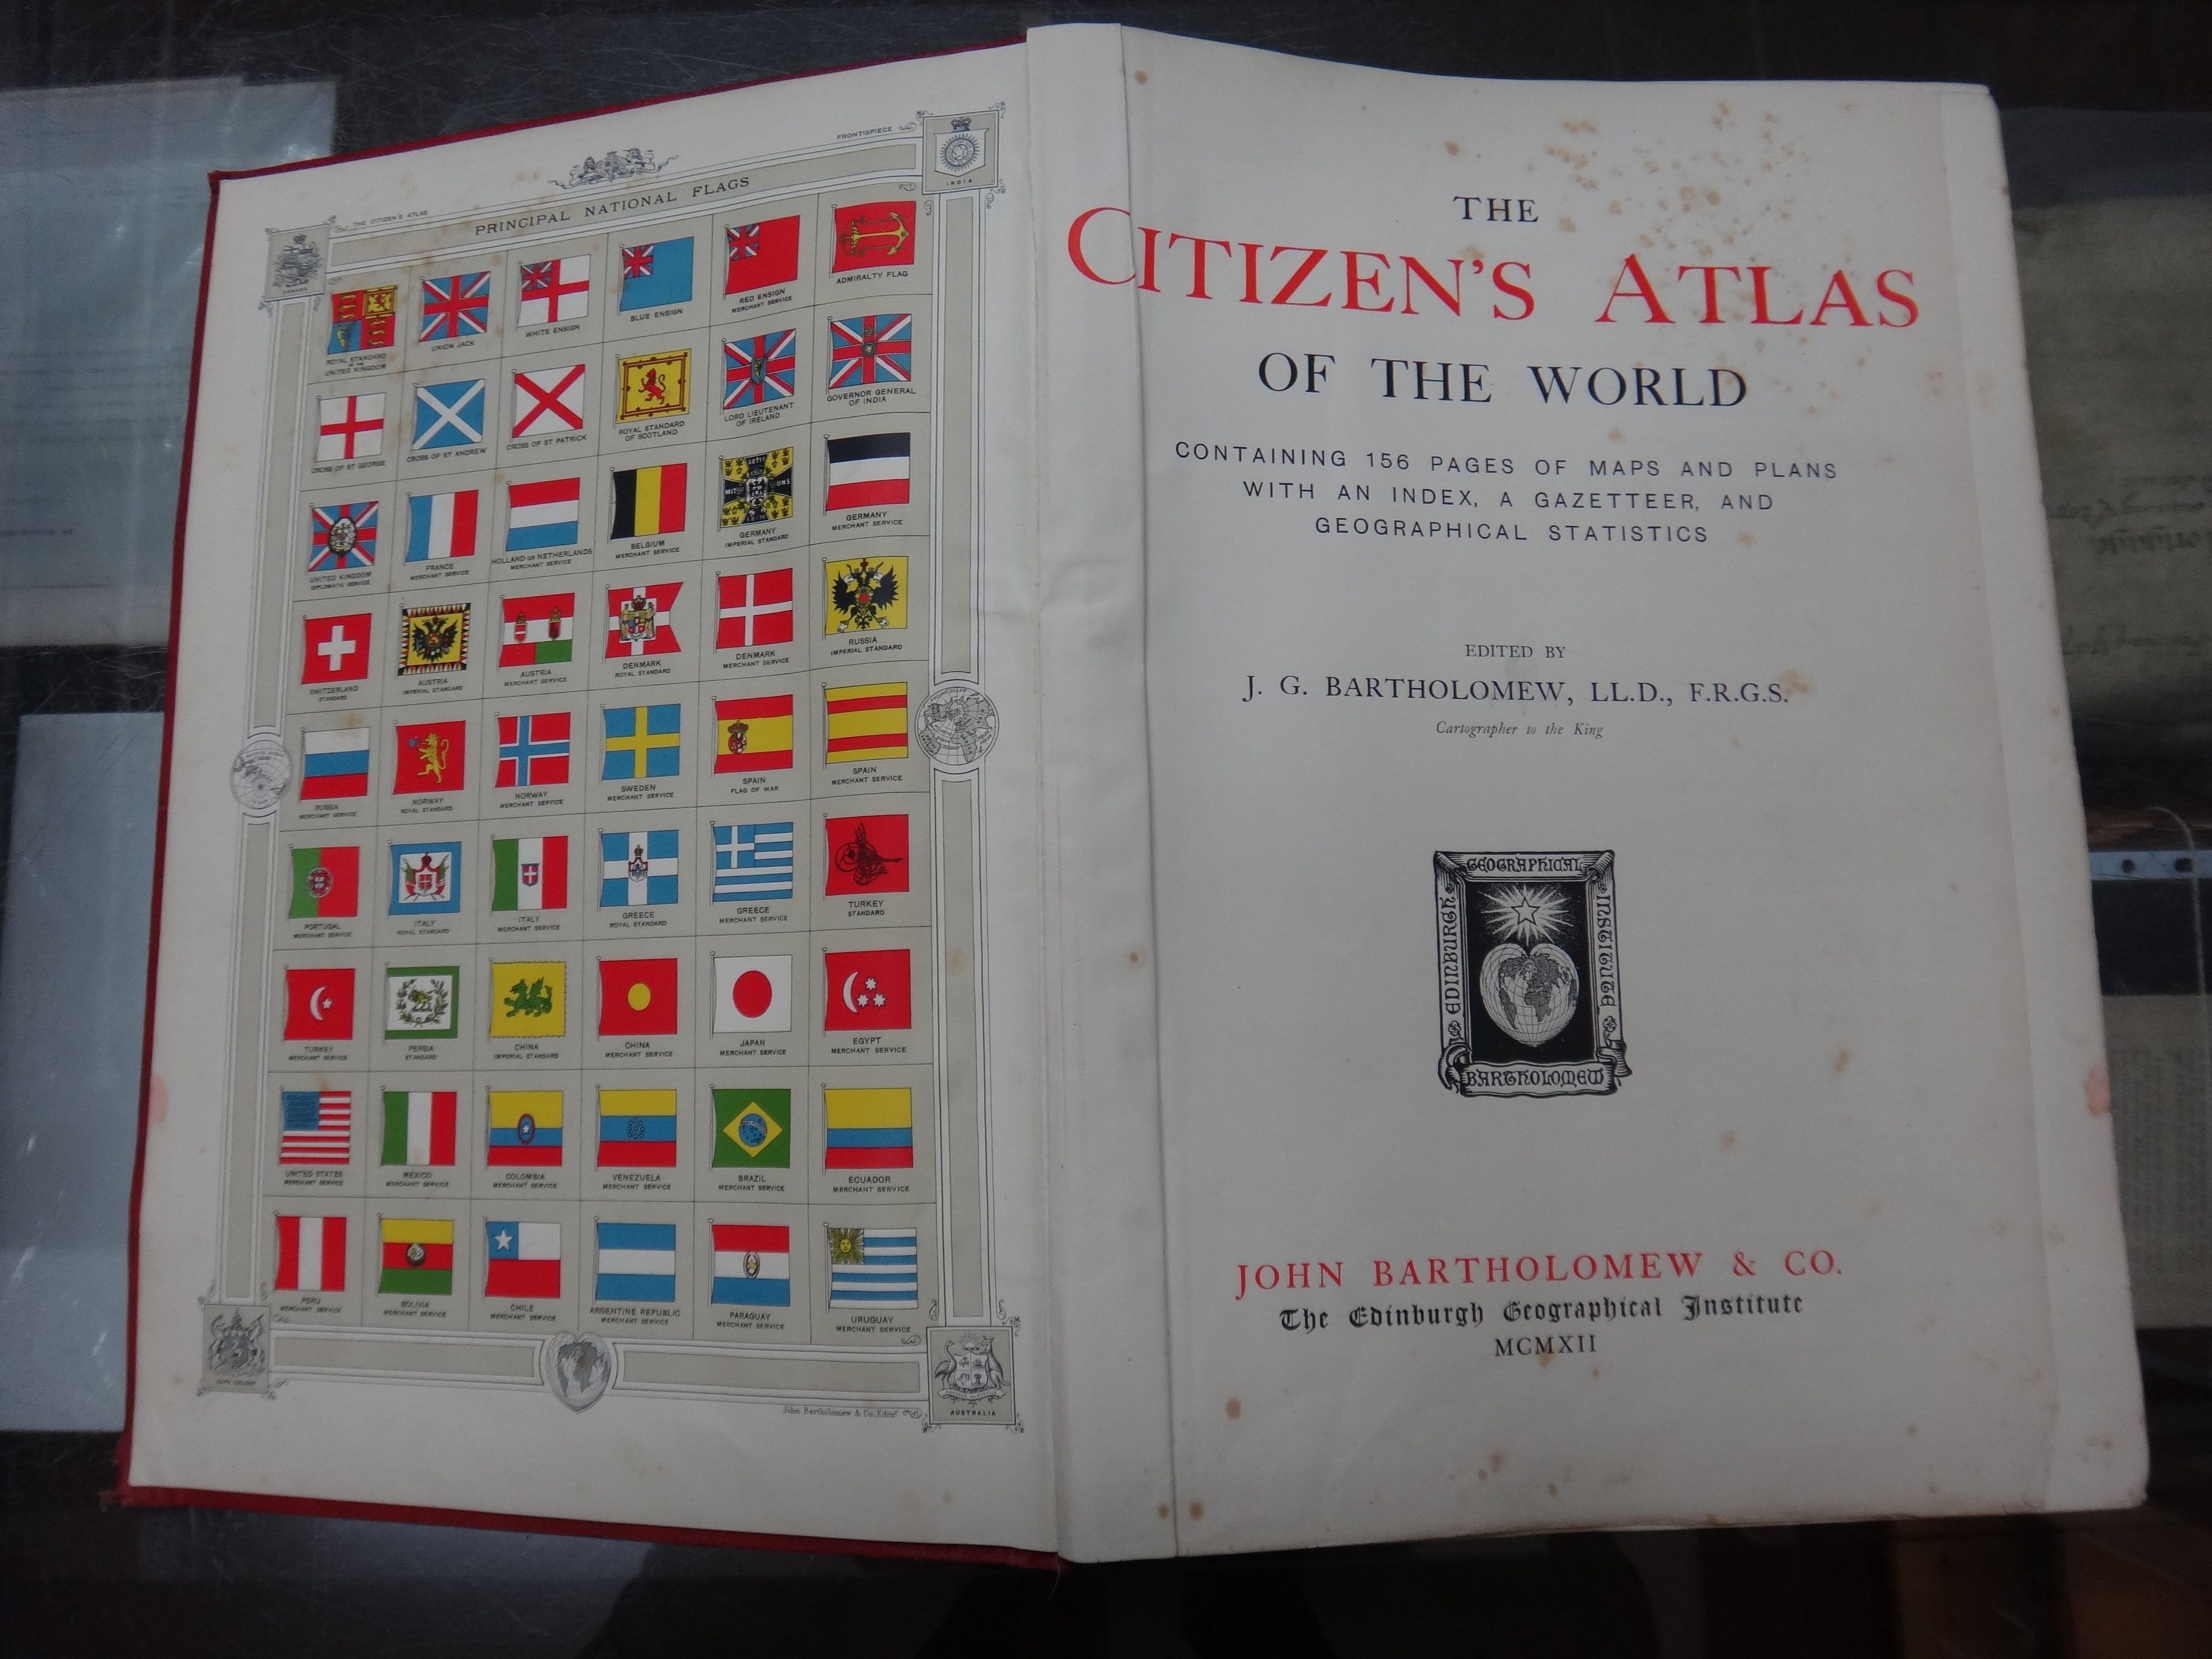 THE CITIZEN'S ATLAS
FRONTISPIECE
PRINCIPAL NATIONAL FLAGS
CANADA
INDIA
ROYAL STANDARD
OF THE
UNITED KINGDOM
UNION JACK
WHITE ENSIGN
BLUE ENSIGN
RED ENSIGN
MERCHANT SERVICE
ADMIRALTY FLAG
CROSS OF ST GEORGE
CROSS OF ST ANDREW
CROSS OF ST PATRICK
ROYAL STANDARD
OF SCOTLAND
LORD LIEUTENANT
OF IRELAND
GOVERNOR GENERAL
OF INDIA
UNITED KINGDOM
DIPLOMATIC SERVICE
FRANCE
MERCHANT SERVICE
HOLLAND OR NETHERLANDS
MERCHANT SERVICE
BELGIUM
MERCHANT SERVICE
GOTT
MIT UNS
GERMANY
IMPERIAL STANDARD
GERMANY
MERCHANT SERVICE
SWITZERLAND
STANDARD
AUSTRIA
IMPERIAL STANDARD
AUSTRIA
MERCHANT SERVICE
DENMARK
ROYAL STANDARD
DENMARK
MERCHANT SERVICE
RUSSIA
IMPERIAL STANDARD
RUSSIA
MERCHANT SERVICE
NORWAY
ROYAL STANDARD
NORWAY
MERCHANT SERVICE
SWEDEN
MERCHANT SERVICE
SPAIN
FLAG OF WAR
SPAIN
MERCHANT SERVICE
PORTUGAL
MERCHANT SERVICE
ITALY
ROYAL STANDARD
ITALY
MERCHANT SERVICE
GREECE
ROYAL STANDARD
GREECE
MERCHANT SERVICE
TURKEY
STANDARD
TURKEY
MERCHANT SERVICE
PERSIA
STANDARD
CHINA
IMPERIAL STANDARD
CHINA
MERCHANT SERVICE
JAPAN
MERCHANT SERVICE
EGYPT
MERCHANT SERVICE
UNITED STATES
MERCHANT SERVICE
MEXICO
MERCHANT SERVICE
COLOMBIA
MERCHANT SERVICE
VENEZUELA
MERCHANT SERVICE
BRAZIL
MERCHANT SERVICE
ECUADOR
MERCHANT SERVICE
PERU
MERCHANT SERVICE
BOLIVIA
MERCHANT SERVICE
CHILE
MERCHANT SERVICE
ARGENTINE REPUBLIC
MERCHANT SERVICE
PARAGUAY
MERCHANT SERVICE
URUGUAY
MERCHANT SERVICE
CAPE COLONY
AUSTRALIA
John Bartholomew & Co., Edinr
THE
CITIZEN'S ATLAS
OF THE WORLD
CONTAINING 156 PAGES OF MAPS AND PLANS
WITH AN INDEX, A GAZETTEER, AND
GEOGRAPHICAL STATISTICS
EDITED BY
J. G. BARTHOLOMEW, LL.D., F.R.G.S.
Cartographer to the King
EDINBURGH
GEOGRAPHICAL
INSTITUTE
BARTHOLOMEW
JOHN BARTHOLOMEW & CO.
The Edinburgh Geographical Institute
MCMXII